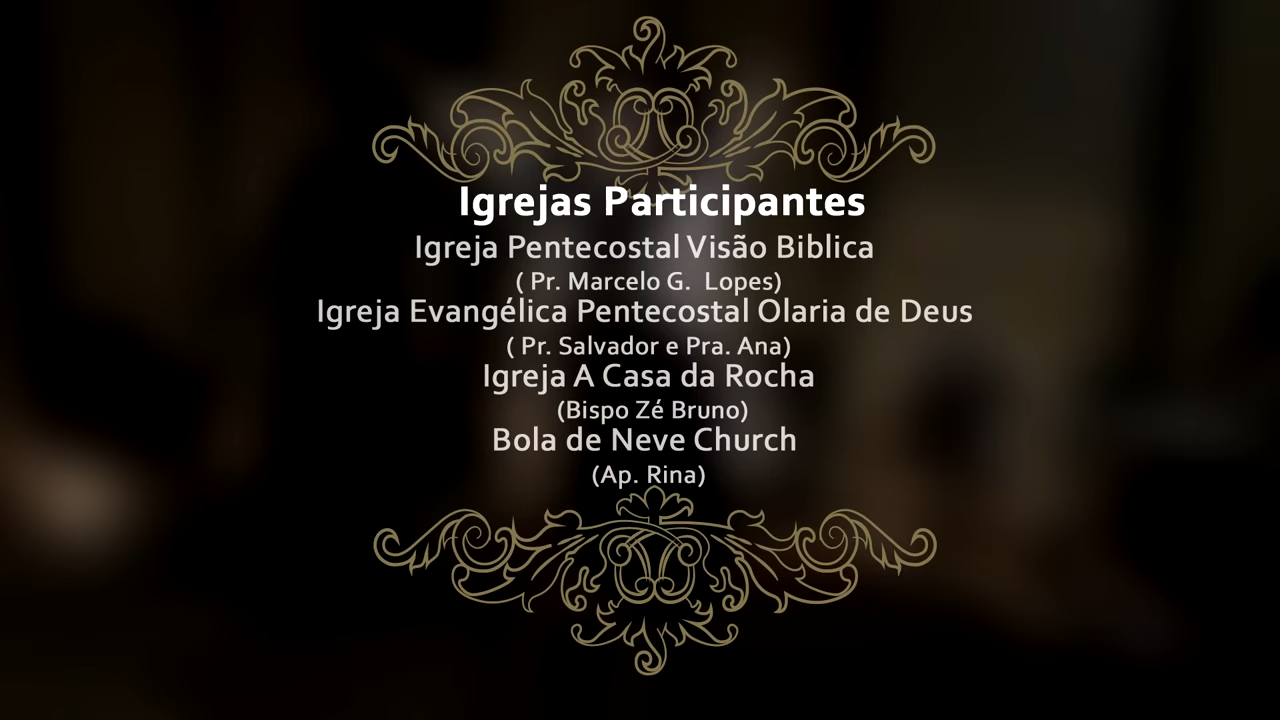 Igrejas Participantes
Igreja Pentecostal Visão Biblica
( Pr. Marcelo G. Lopes)
Igreja Evangélica Pentecostal Olaria de Deus
( Pr. Salvador e Pra. Ana)
Igreja A Casa da Rocha
(Bispo Zé Bruno)
Bola de Neve Church
(Ap. Rina)